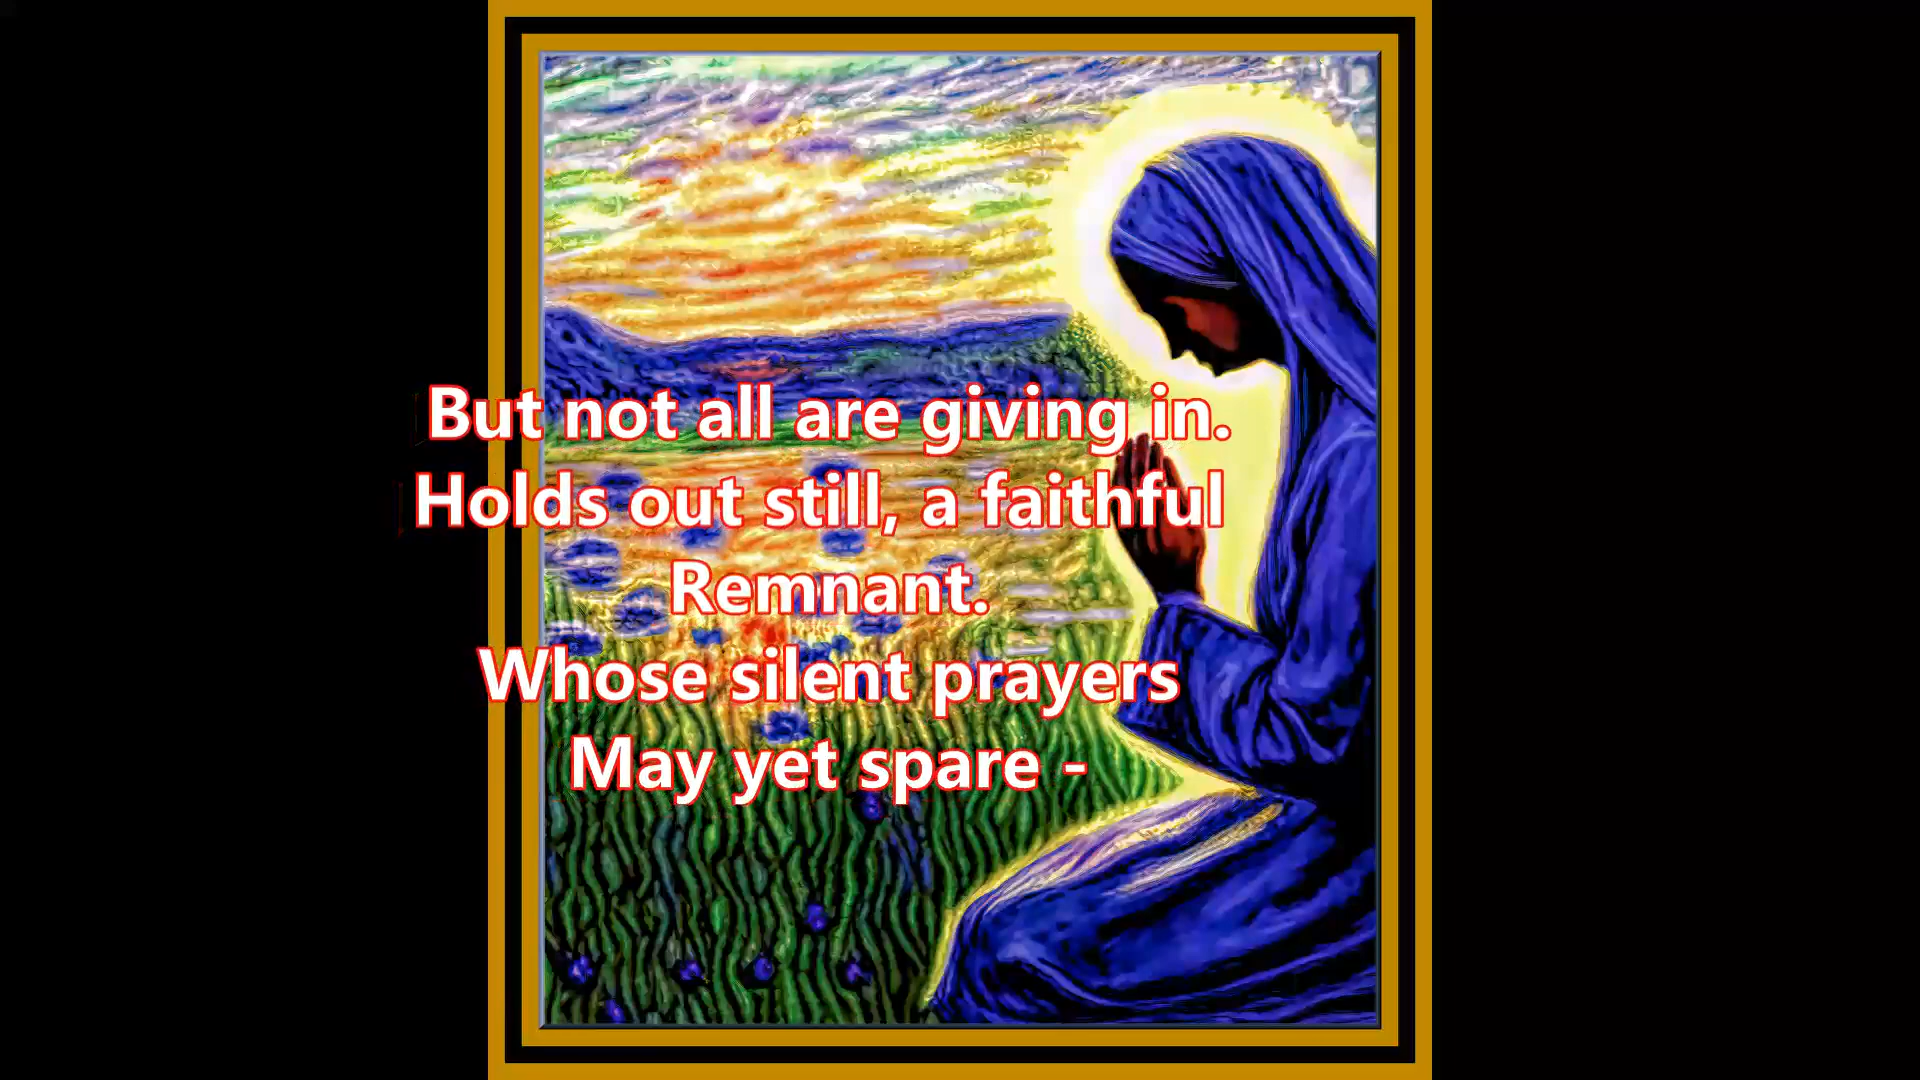 But not all are giving in.
Holds out still, a faithful
Remnant.
Whose silent prayers
May yet spare -